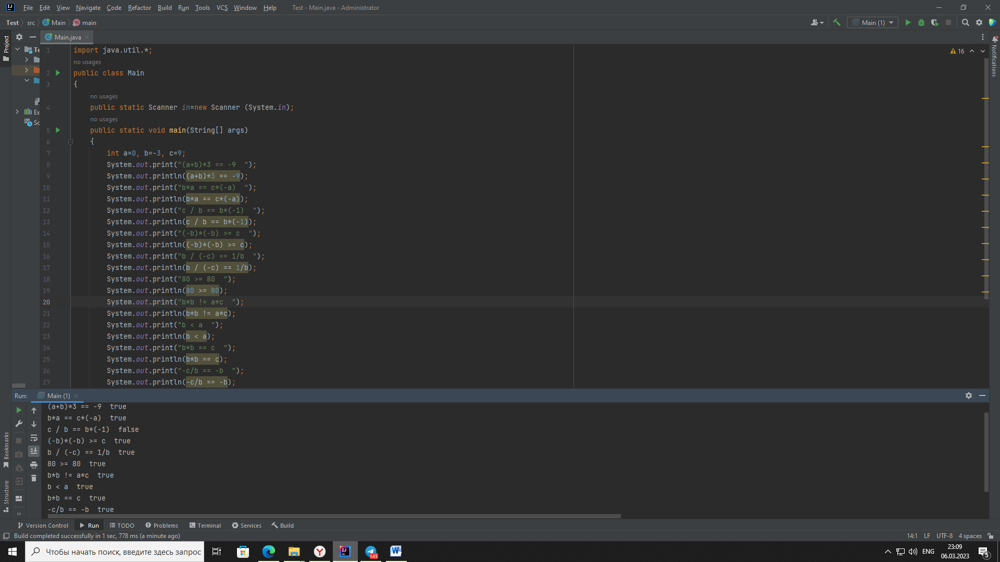 File Edit View Navigate Code Refactor Build Run Tools VCS Window Help Test - Main.java - Administrator
Test src Main main Main (1)
Project
Main.java
Notifications
16
1 import java.util.*;
no usages
2 public class Main
3 {
no usages
4 public static Scanner in=new Scanner (System.in);
no usages
5 public static void main(String[] args)
6 {
7 int a=0, b=-3, c=9;
8 System.out.print("(a+b)*3 == -9  ");
9 System.out.println((a+b)*3 == -9);
10 System.out.print("b*a == c*(-a)  ");
11 System.out.println(b*a == c*(-a));
12 System.out.print("c / b == b*(-1)  ");
13 System.out.println(c / b == b*(-1));
14 System.out.print("(-b)*(-b) >= c  ");
15 System.out.println((-b)*(-b) >= c);
16 System.out.print("b / (-c) == 1/b  ");
17 System.out.println(b / (-c) == 1/b);
18 System.out.print("80 >= 80  ");
19 System.out.println(80 >= 80);
20 System.out.print("b*b != a*c  ");
21 System.out.println(b*b != a*c);
22 System.out.print("b < a  ");
23 System.out.println(b < a);
24 System.out.print("b*b == c  ");
25 System.out.println(b*b == c);
26 System.out.print("-c/b == -b  ");
27 System.out.println(-c/b == -b);
Te
Ex
Sc
Run: Main (1)
(a+b)*3 == -9  true
b*a == c*(-a)  true
c / b == b*(-1)  false
(-b)*(-b) >= c  true
b / (-c) == 1/b  true
80 >= 80  true
b*b != a*c  true
b < a  true
b*b == c  true
-c/b == -b  true
Bookmarks
Structure
Version Control Run TODO Problems Terminal Services Build
Build completed successfully in 1 sec, 778 ms (a minute ago) 14:1 LF UTF-8 4 spaces
Чтобы начать поиск, введите здесь запрос
145
ENG
23:09
06.03.2023
5